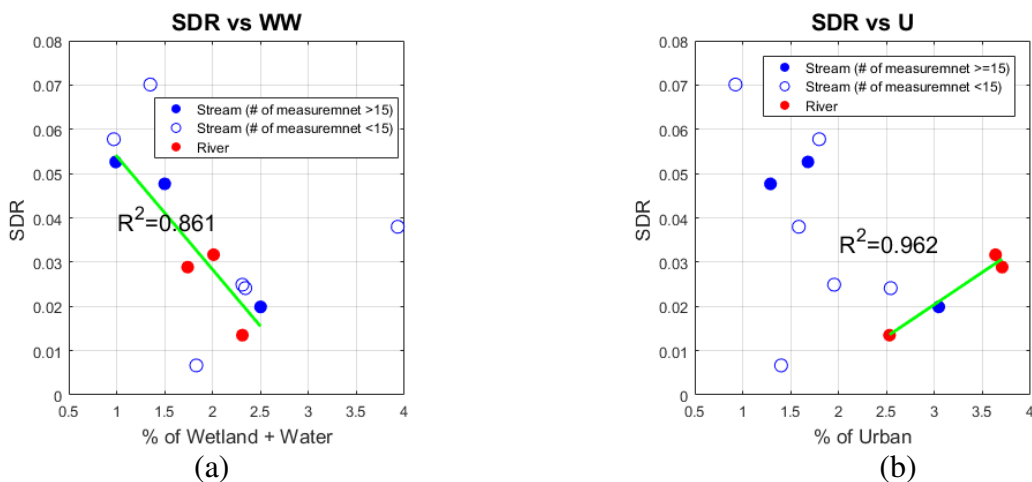 SDR vs WW
0.08
0.07
0.06
0.05
0.04
0.03
0.02
0.01
0
SDR
Stream (# of measuremnet >15)
Stream (# of measuremnet <15)
River
R²=0.861
0.5 1 1.5 2 2.5 3 3.5 4
% of Wetland + Water
(a)
SDR vs U
0.08
0.07
0.06
0.05
0.04
0.03
0.02
0.01
0
SDR
Stream (# of measuremnet >=15)
Stream (# of measuremnet <15)
River
R²=0.962
0.5 1 1.5 2 2.5 3 3.5 4
% of Urban
(b)